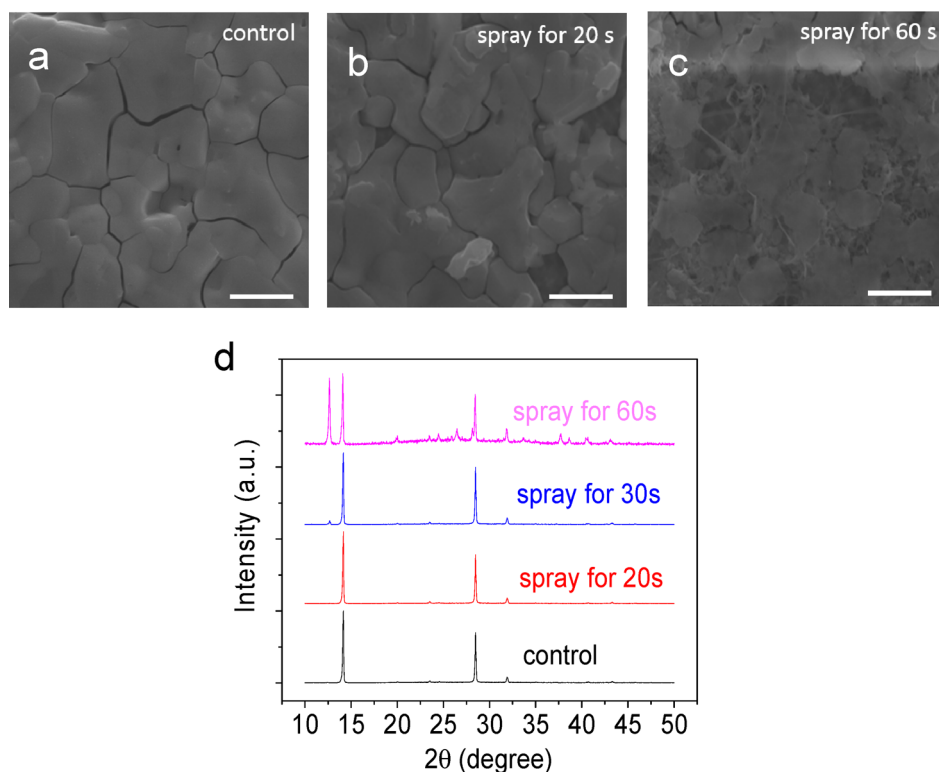 a
control
b
spray for 20 s
c
spray for 60 s
d
spray for 60s
spray for 30s
spray for 20s
control
Intensity (a.u.)
10 15 20 25 30 35 40 45 50
2θ (degree)